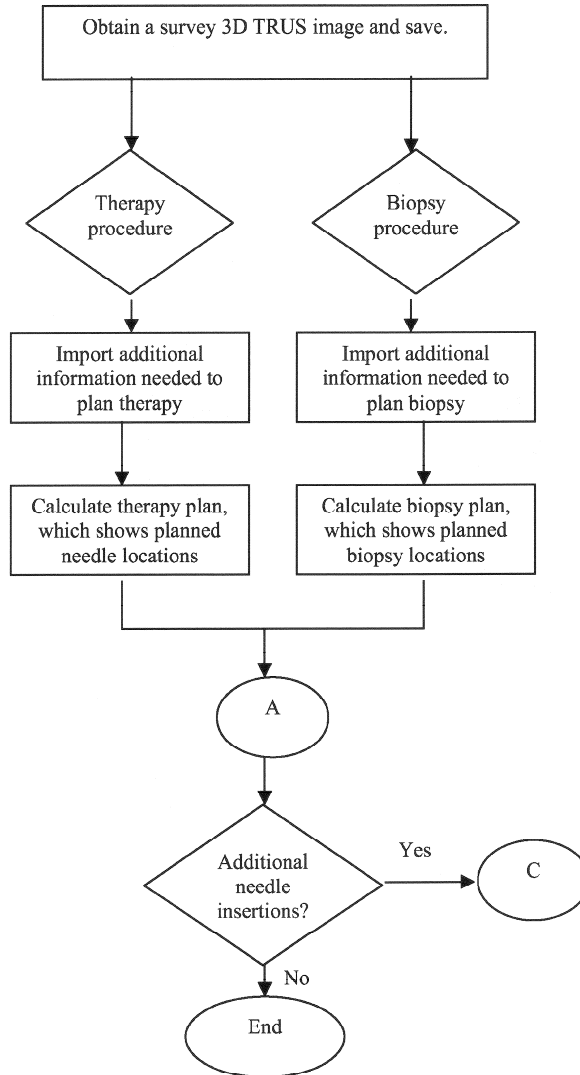 Obtain a survey 3D TRUS image and save.
Therapy
procedure
Biopsy
procedure
Import additional
information needed to
plan therapy
Import additional
information needed to
plan biopsy
Calculate therapy plan,
which shows planned
needle locations
Calculate biopsy plan,
which shows planned
biopsy locations
A
Additional
needle
insertions?
Yes
C
No
End